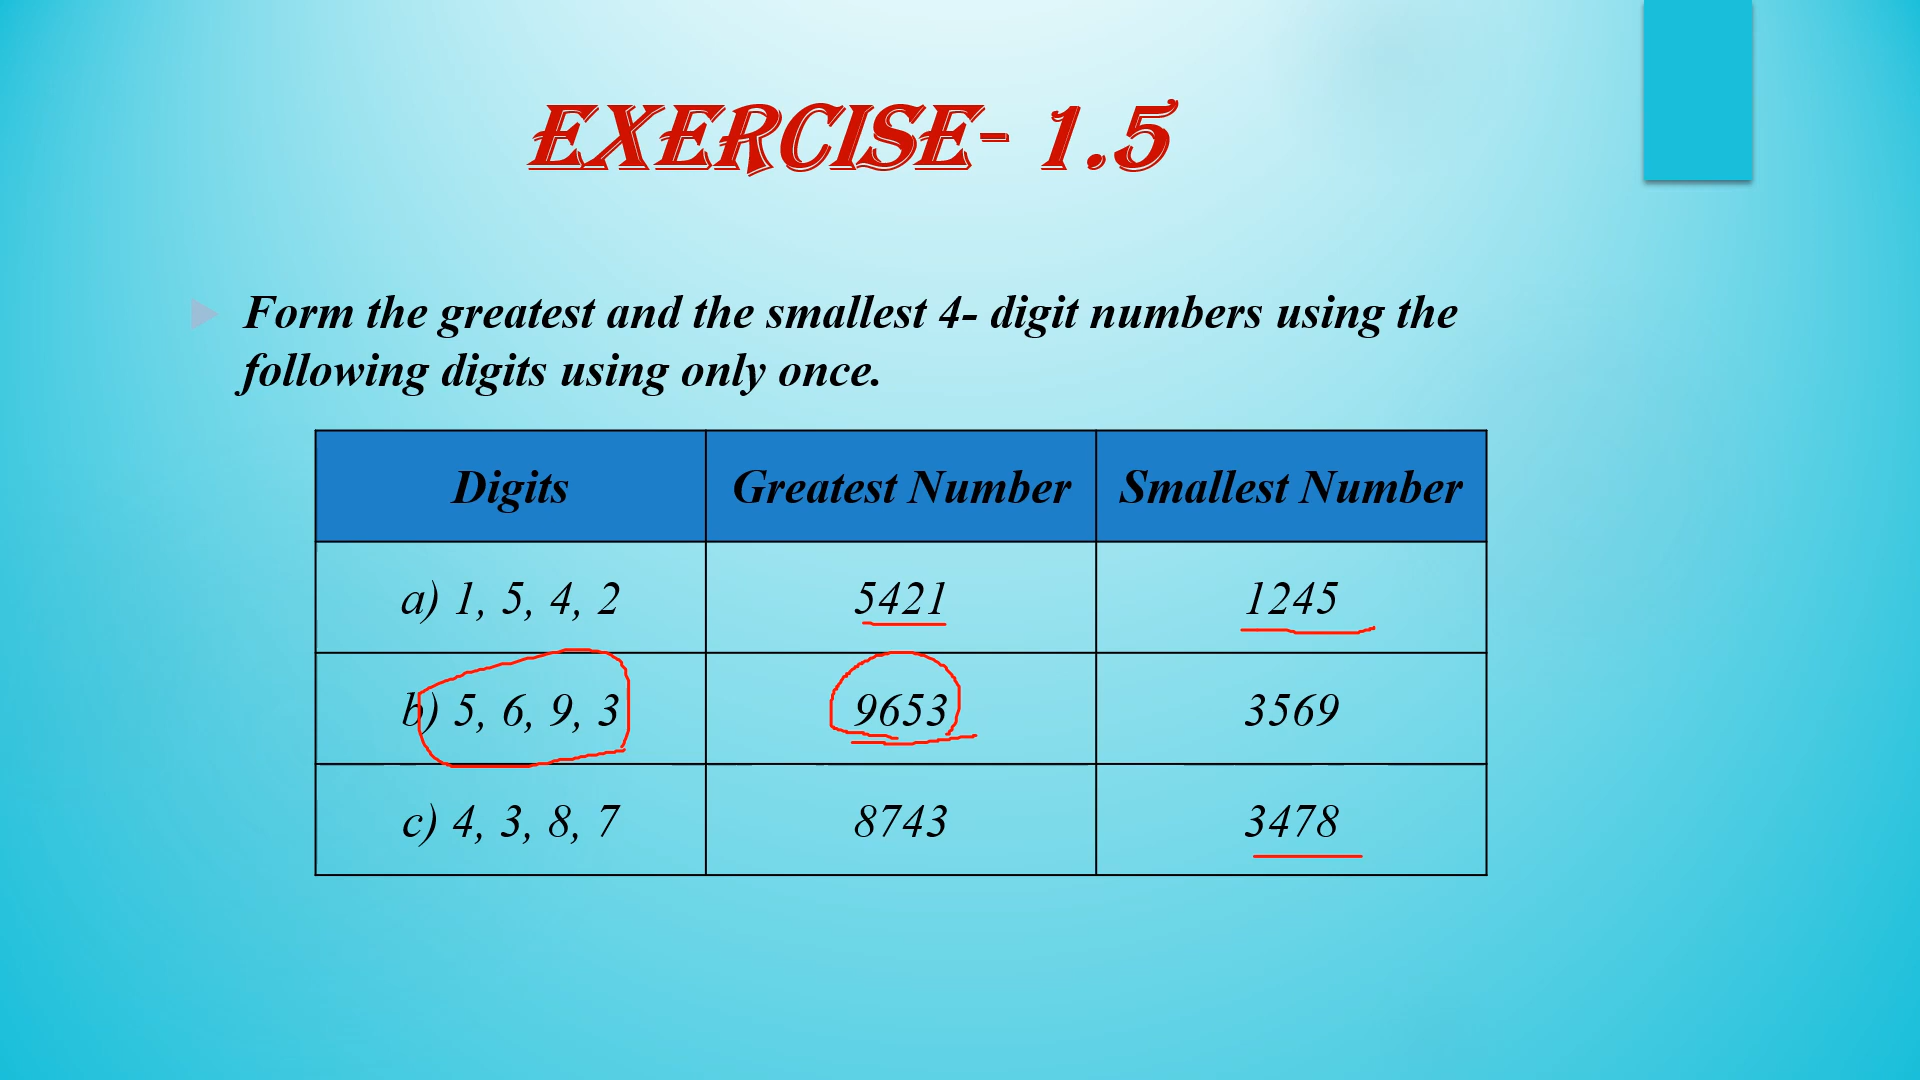 EXERCISE- 1.5
Form the greatest and the smallest 4- digit numbers using the
following digits using only once.
Digits Greatest Number Smallest Number
a) 1, 5, 4, 2 5421 1245
b) 5, 6, 9, 3 9653 3569
c) 4, 3, 8, 7 8743 3478